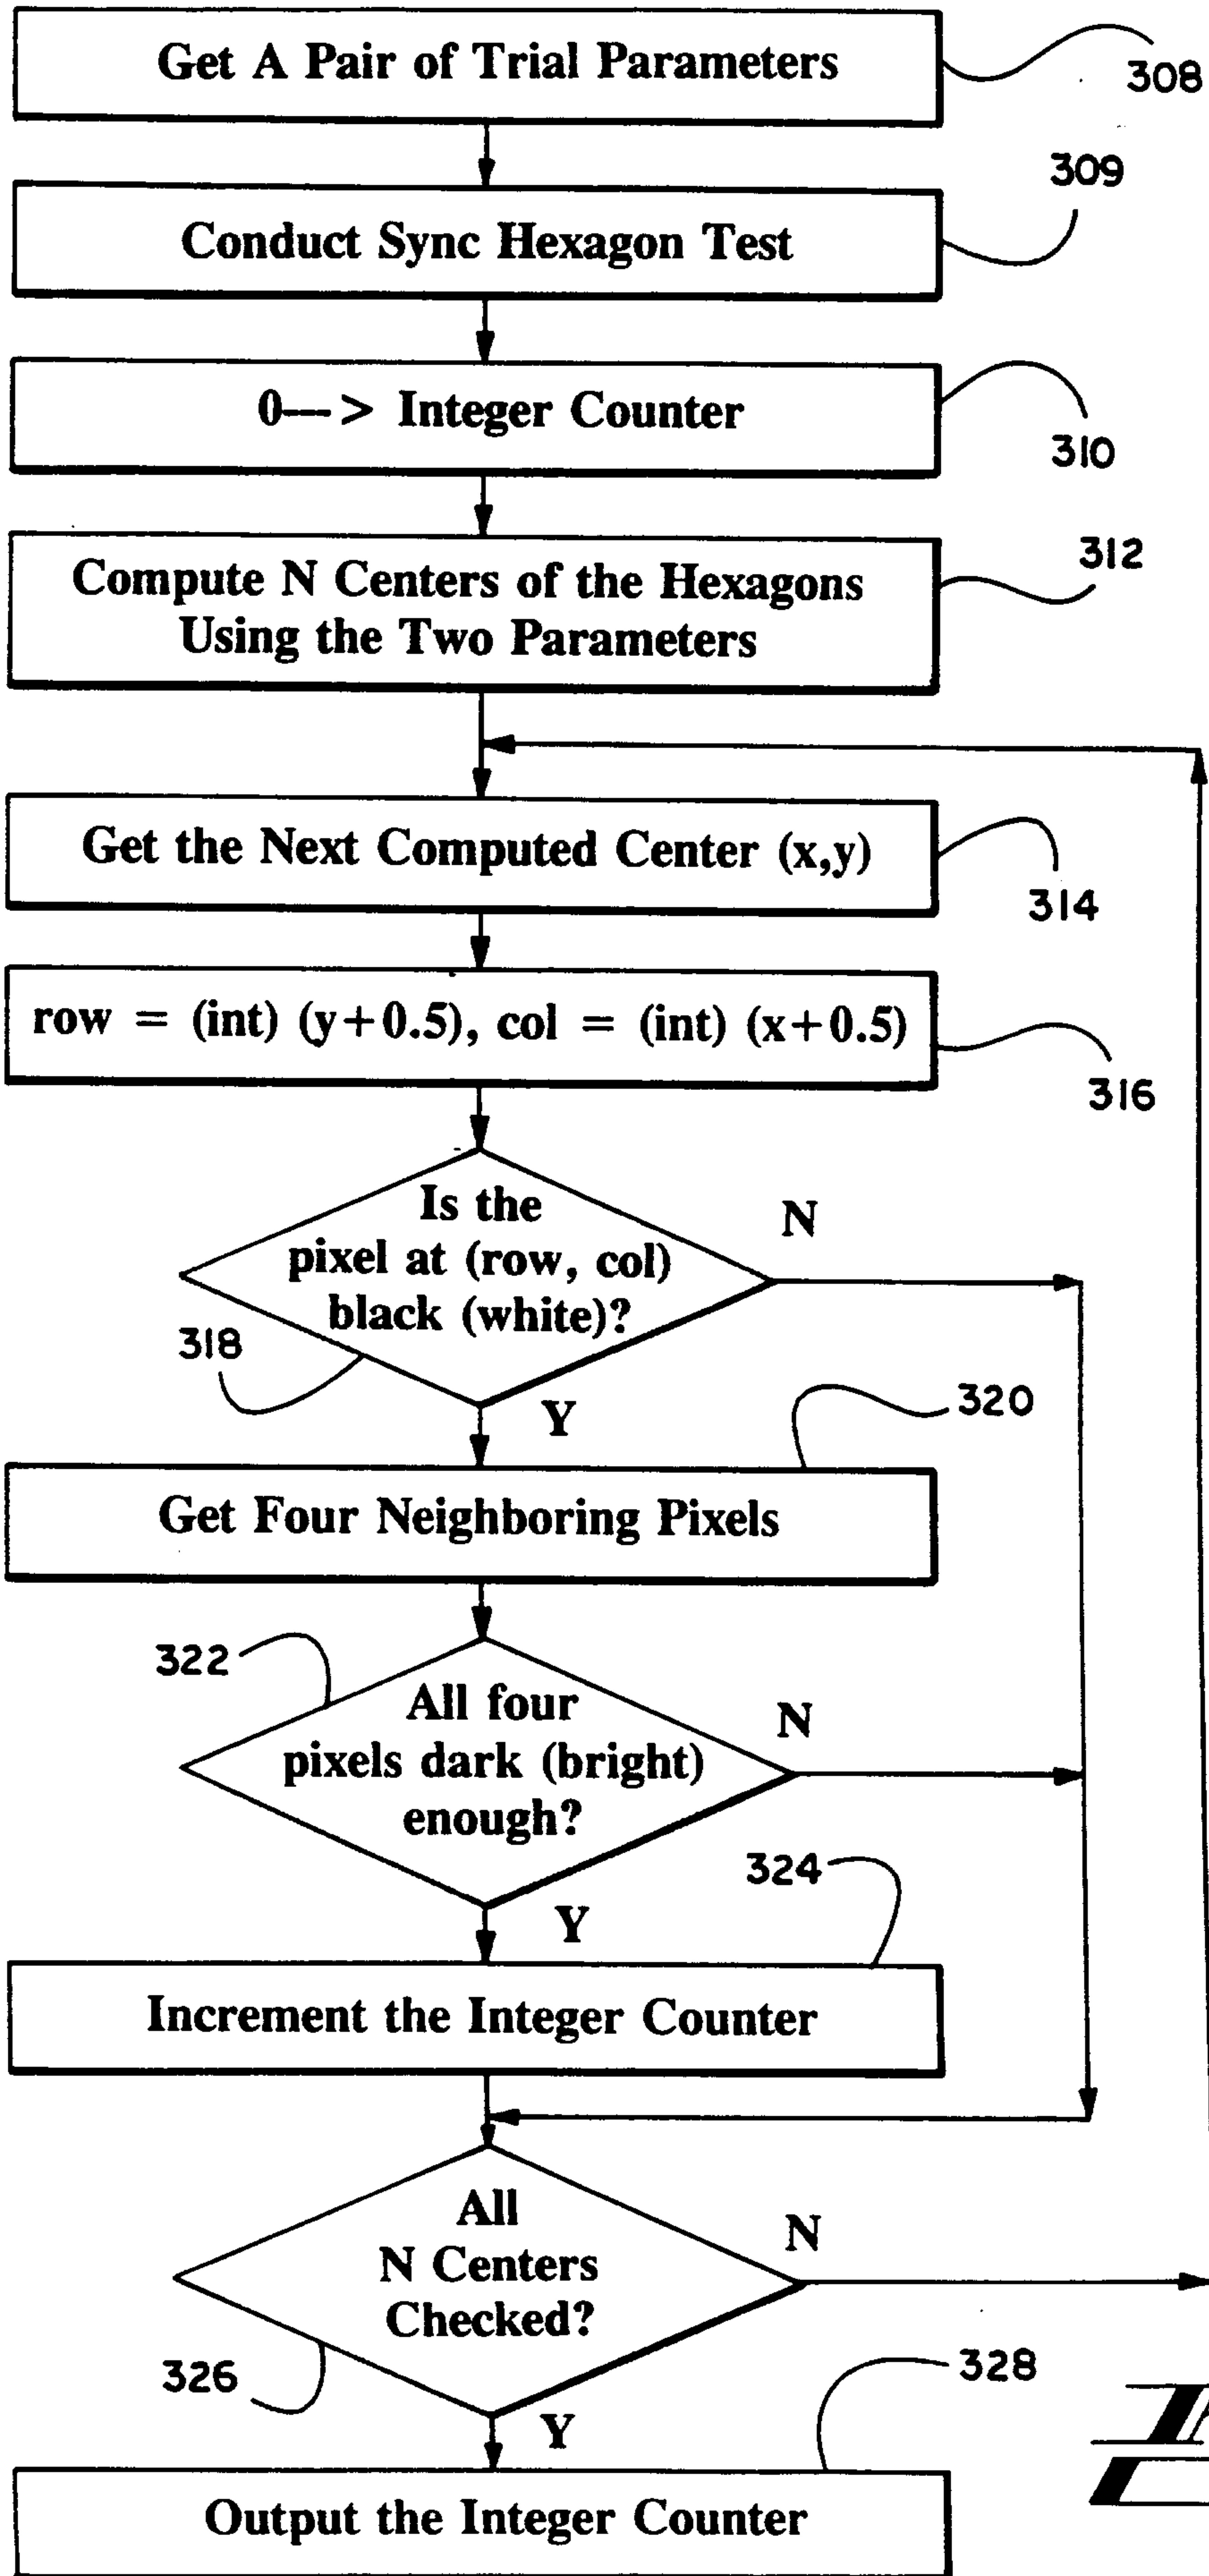 Get A Pair of Trial Parameters
308
309
Conduct Sync Hexagon Test
0---> Integer Counter
310
312
Compute N Centers of the Hexagons
Using the Two Parameters
Get the Next Computed Center (x,y)
314
row = (int) (y+0.5), col = (int) (x+0.5)
316
Is the
pixel at (row, col)
black (white)?
N
318
Y
320
Get Four Neighboring Pixels
322
All four
pixels dark (bright)
enough?
N
324
Y
Increment the Integer Counter
All
N Centers
Checked?
N
326
Y
328
Output the Integer Counter